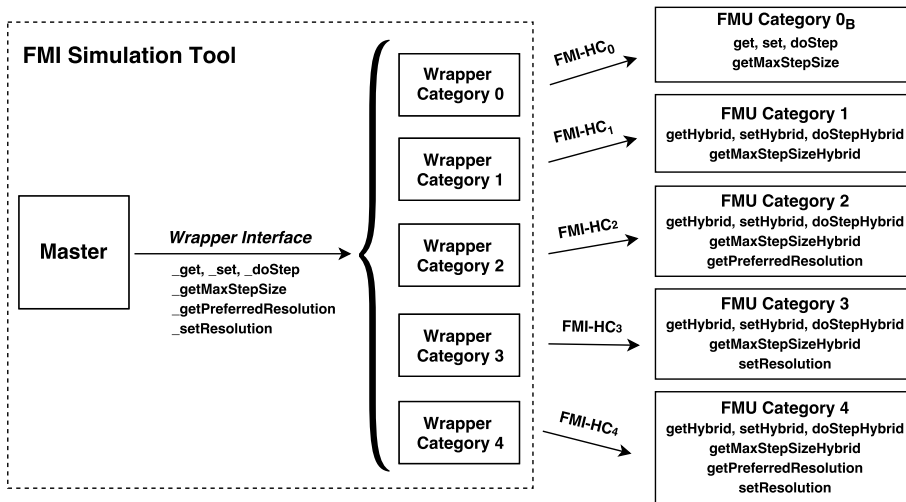 FMI Simulation Tool
Master
Wrapper Interface
_get, _set, _doStep
_getMaxStepSize
_getPreferredResolution
_setResolution
Wrapper
Category 0
Wrapper
Category 1
Wrapper
Category 2
Wrapper
Category 3
Wrapper
Category 4
FMI-HC₀
FMI-HC₁
FMI-HC₂
FMI-HC₃
FMI-HC₄
FMU Category 0_B
get, set, doStep
getMaxStepSize
FMU Category 1
getHybrid, setHybrid, doStepHybrid
getMaxStepSizeHybrid
FMU Category 2
getHybrid, setHybrid, doStepHybrid
getMaxStepSizeHybrid
getPreferredResolution
FMU Category 3
getHybrid, setHybrid, doStepHybrid
getMaxStepSizeHybrid
setResolution
FMU Category 4
getHybrid, setHybrid, doStepHybrid
getMaxStepSizeHybrid
getPreferredResolution
setResolution